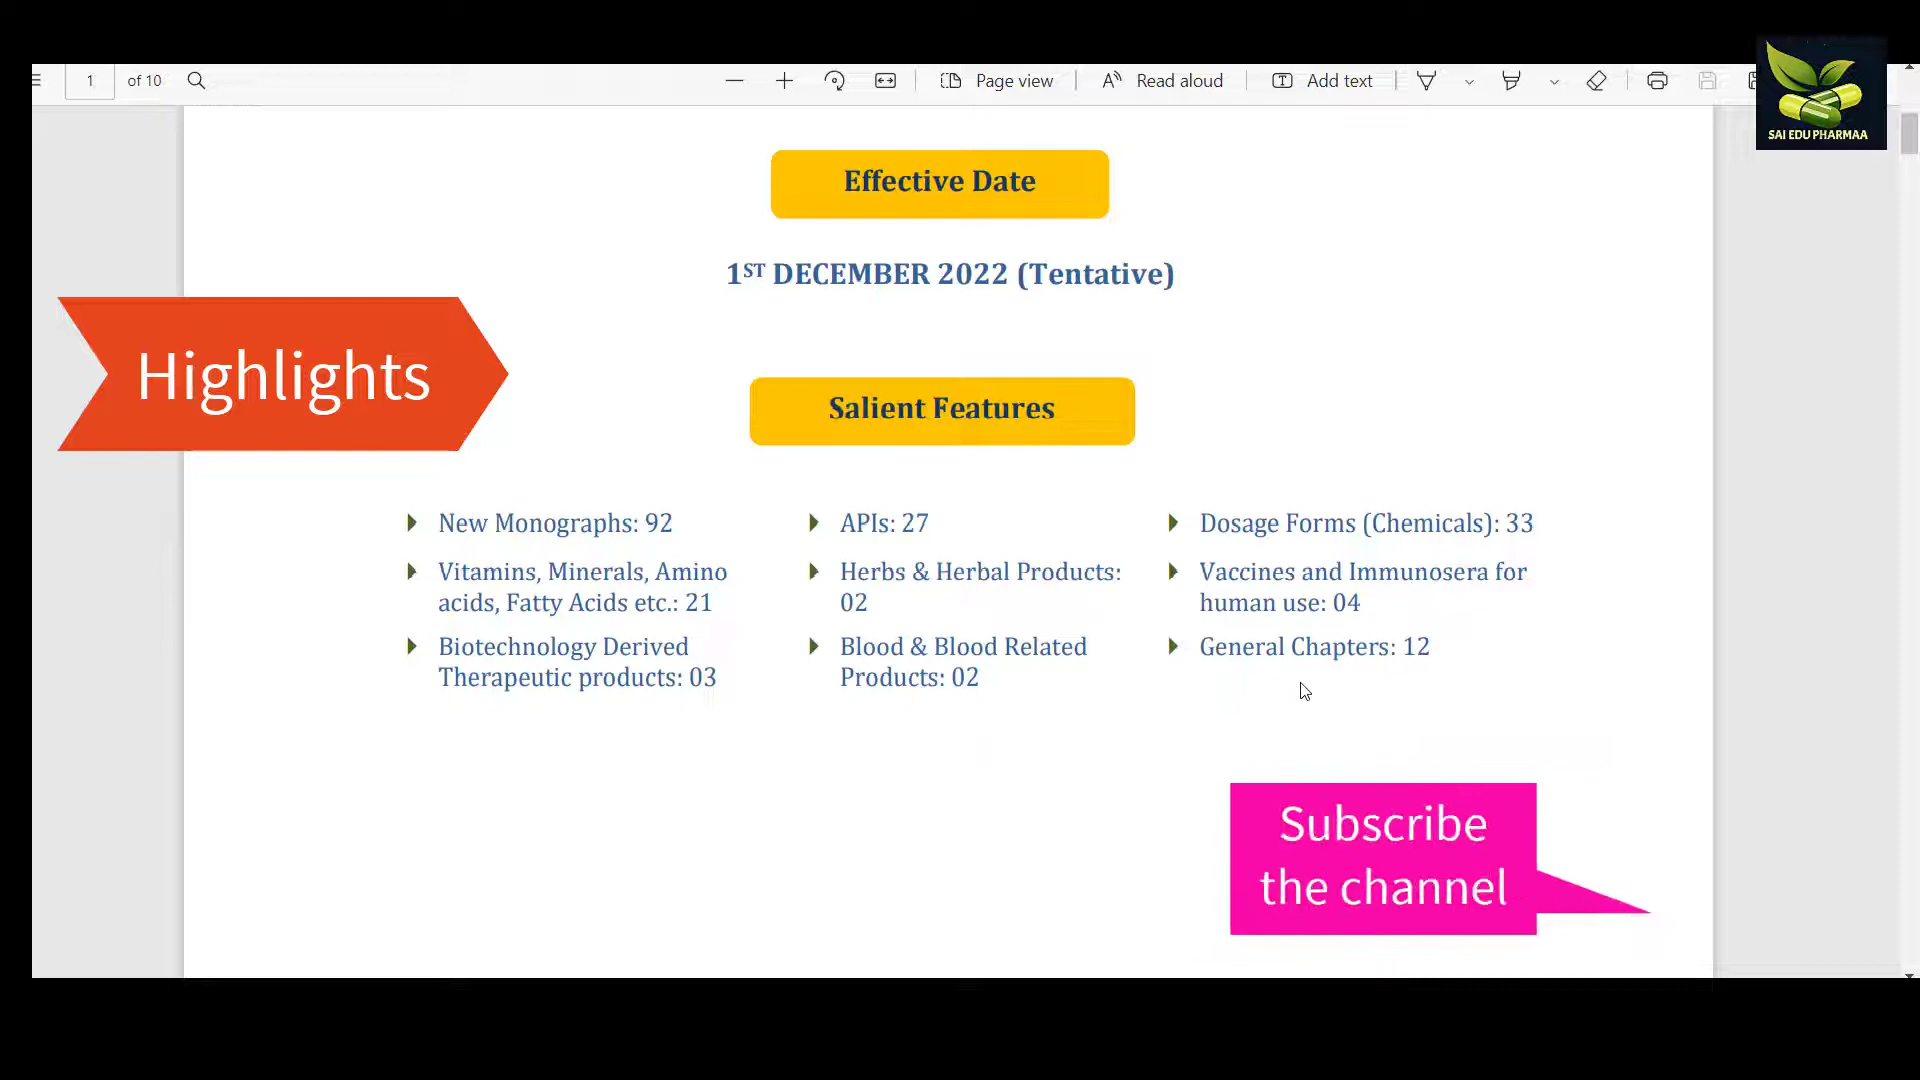 1 of 10 Page view Read aloud Add text
SAI EDU PHARMAA
Effective Date
1ST DECEMBER 2022 (Tentative)
Highlights
Salient Features
New Monographs: 92
APIs: 27
Dosage Forms (Chemicals): 33
Vitamins, Minerals, Amino
acids, Fatty Acids etc.: 21
Herbs & Herbal Products:
02
Vaccines and Immunosera for
human use: 04
Biotechnology Derived
Therapeutic products: 03
Blood & Blood Related
Products: 02
General Chapters: 12
Subscribe
the channel